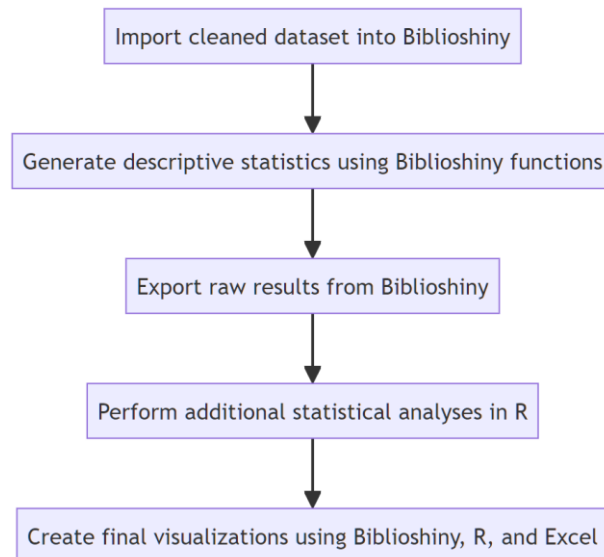 Import cleaned dataset into Biblioshiny
Generate descriptive statistics using Biblioshiny functions
Export raw results from Biblioshiny
Perform additional statistical analyses in R
Create final visualizations using Biblioshiny, R, and Excel